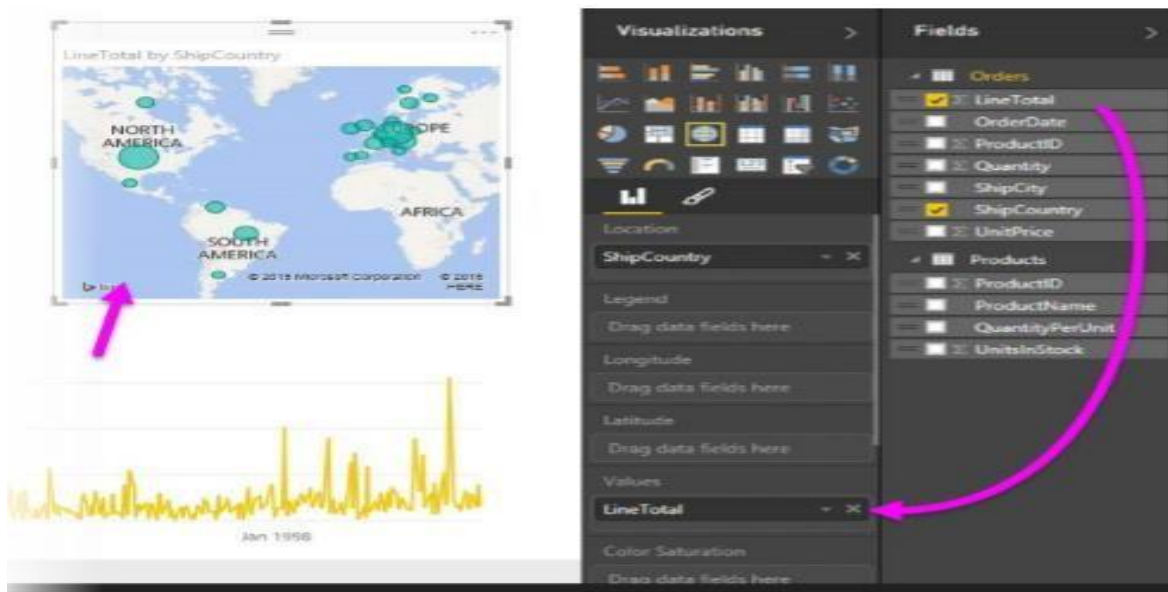 LineTotal by ShipCountry
NORTH
AMERICA
OPE
AFRICA
SOUTH
AMERICA
© 2015 Microsoft Corporation © 2015
HERE
Jan 1998
Visualizations
Location
ShipCountry
Legend
Drag data fields here
Longitude
Drag data fields here
Latitude
Drag data fields here
Values
LineTotal
Color Saturation
Drag data fields here
Fields
Orders
LineTotal
OrderDate
ProductID
Quantity
ShipCity
ShipCountry
UnitPrice
Products
ProductID
ProductName
QuantityPerUnit
UnitsInStock